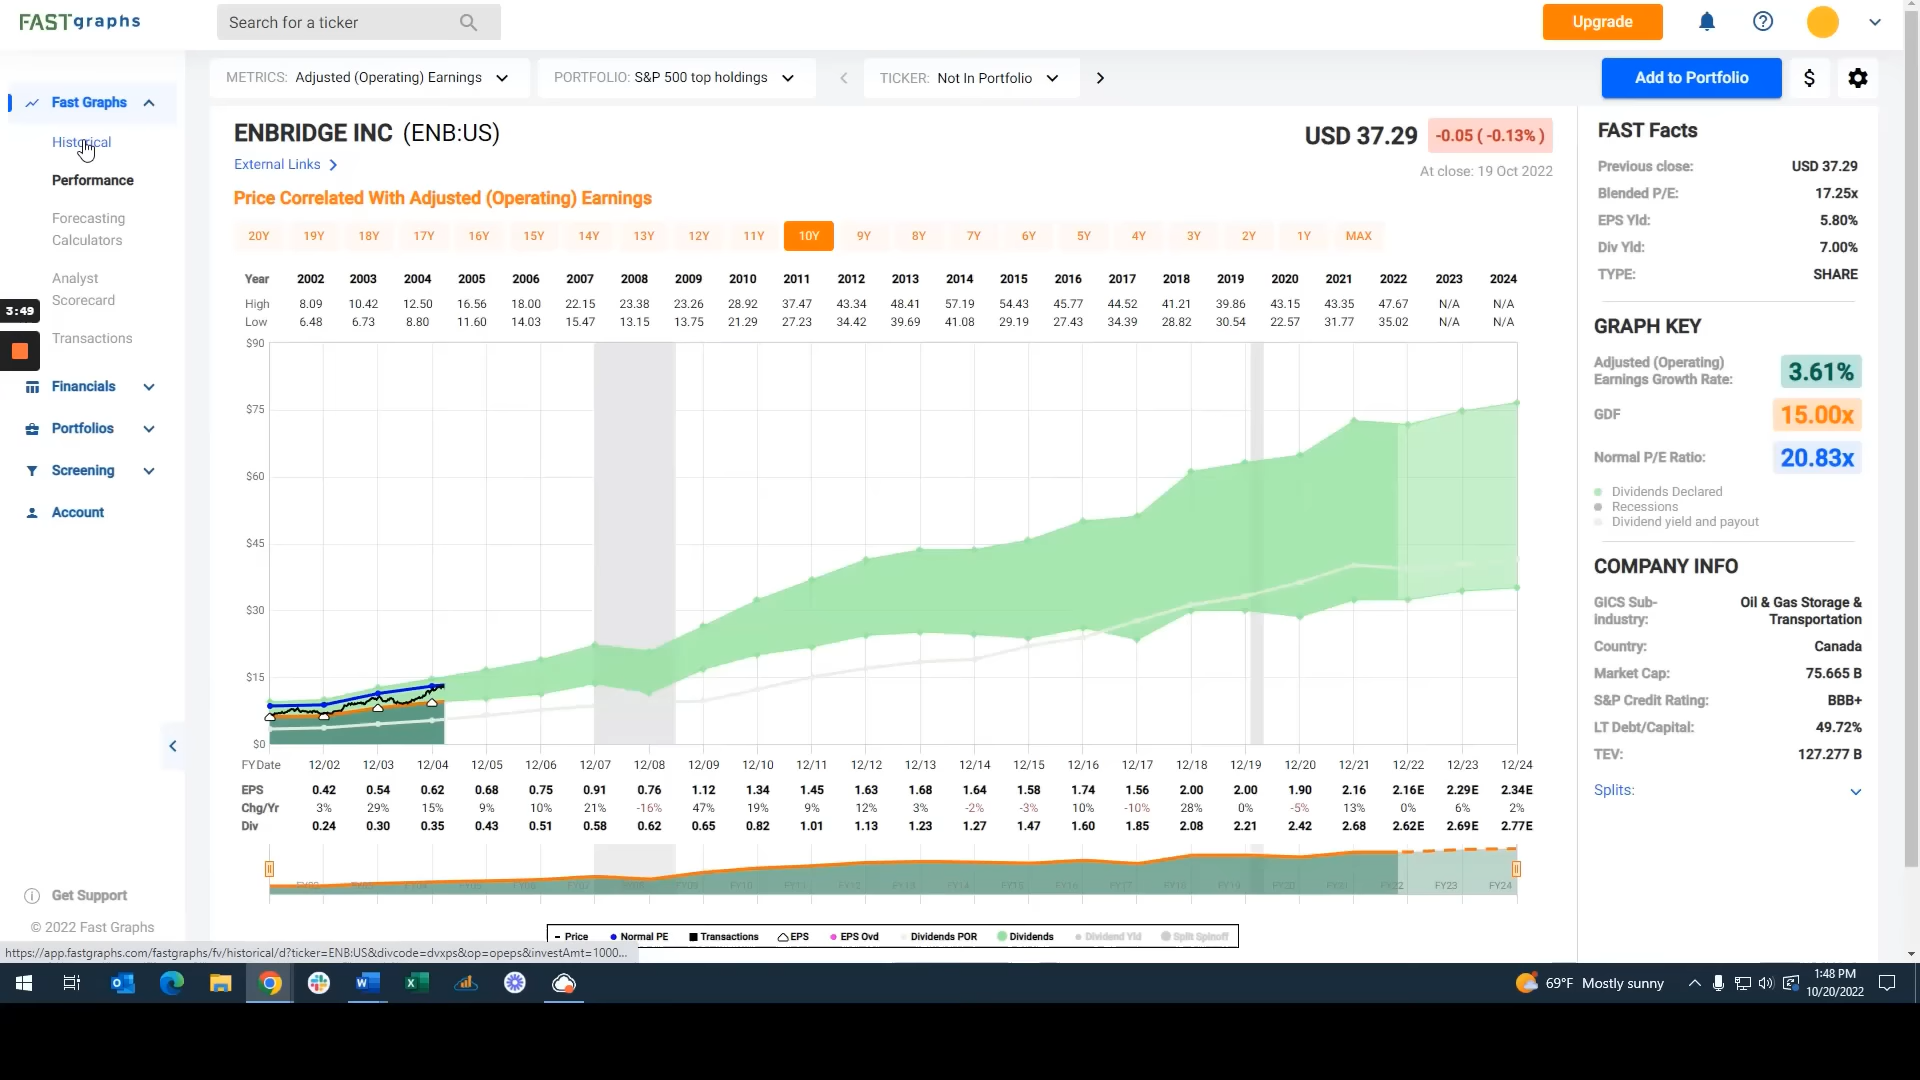 FASTgraphs
Search for a ticker
Upgrade
METRICS: Adjusted (Operating) Earnings
PORTFOLIO: S&P 500 top holdings
TICKER: Not In Portfolio
Add to Portfolio
$
Fast Graphs
Historical
Performance
Forecasting
Calculators
Analyst
Scorecard
Transactions
Financials
Portfolios
Screening
Account
3:49
Get Support
© 2022 Fast Graphs
ENBRIDGE INC (ENB:US)
USD 37.29 -0.05 ( -0.13% )
External Links
At close: 19 Oct 2022
Price Correlated With Adjusted (Operating) Earnings
20Y 19Y 18Y 17Y 16Y 15Y 14Y 13Y 12Y 11Y 10Y 9Y 8Y 7Y 6Y 5Y 4Y 3Y 2Y 1Y MAX
Year 2002 2003 2004 2005 2006 2007 2008 2009 2010 2011 2012 2013 2014 2015 2016 2017 2018 2019 2020 2021 2022 2023 2024
High 8.09 10.42 12.50 16.56 18.00 22.15 23.38 23.26 28.92 37.47 43.34 48.41 57.19 54.43 45.77 44.52 41.21 39.86 43.15 43.35 47.67 N/A N/A
Low 6.48 6.73 8.80 11.60 14.03 15.47 13.15 13.75 21.29 27.23 34.42 39.69 41.08 29.19 27.43 34.39 28.82 30.54 22.57 31.77 35.02 N/A N/A
$90
$75
$60
$45
$30
$15
$0
FYDate 12/02 12/03 12/04 12/05 12/06 12/07 12/08 12/09 12/10 12/11 12/12 12/13 12/14 12/15 12/16 12/17 12/18 12/19 12/20 12/21 12/22 12/23 12/24
EPS 0.42 0.54 0.62 0.68 0.75 0.91 0.76 1.12 1.34 1.45 1.63 1.68 1.64 1.58 1.74 1.56 2.00 2.00 1.90 2.16 2.16E 2.29E 2.34E
Chg/Yr 3% 29% 15% 9% 10% 21% -16% 47% 19% 9% 12% 3% -2% -3% 10% -10% 28% 0% -5% 13% 0% 6% 2%
Div 0.24 0.30 0.35 0.43 0.51 0.58 0.62 0.65 0.82 1.01 1.13 1.23 1.27 1.47 1.60 1.85 2.08 2.21 2.42 2.68 2.62E 2.69E 2.77E
FY23 FY24
Price Normal PE Transactions EPS EPS Ovd Dividends POR Dividends Dividend Yld Split Spinoff
FAST Facts
Previous close: USD 37.29
Blended P/E: 17.25x
EPS Yld: 5.80%
Div Yld: 7.00%
TYPE: SHARE
GRAPH KEY
Adjusted (Operating)
Earnings Growth Rate: 3.61%
GDF 15.00x
Normal P/E Ratio: 20.83x
Dividends Declared
Recessions
Dividend yield and payout
COMPANY INFO
GICS Sub- Oil & Gas Storage &
industry: Transportation
Country: Canada
Market Cap: 75.665 B
S&P Credit Rating: BBB+
LT Debt/Capital: 49.72%
TEV: 127.277 B
Splits:
https://app.fastgraphs.com/fastgraphs/fv/historical/d?ticker=ENB:US&divcode=dvxps&op=opeps&investAmt=1000...
69°F Mostly sunny
1:48 PM
10/20/2022